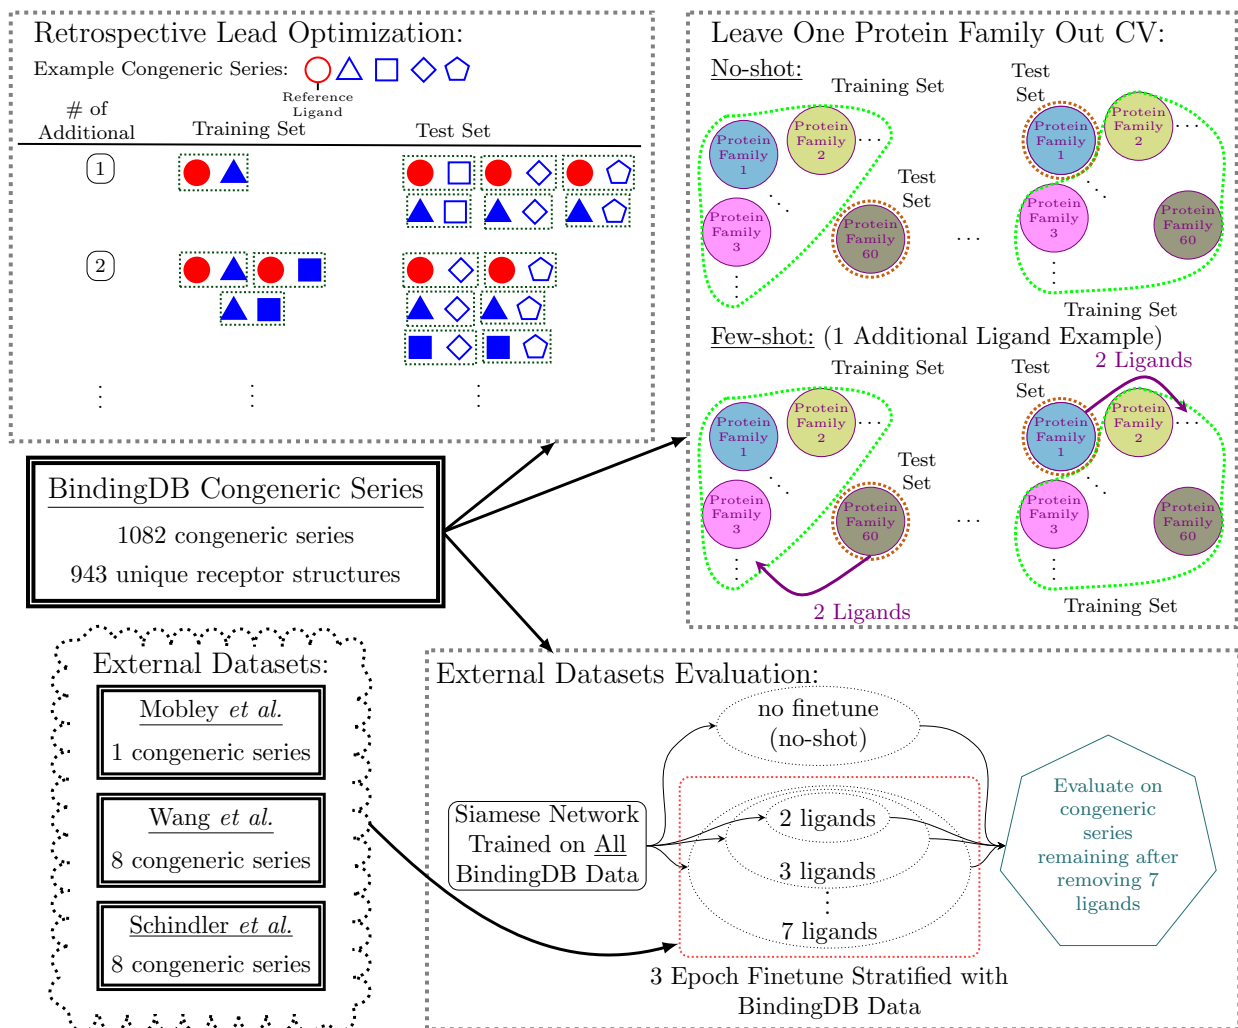 Retrospective Lead Optimization:
Example Congeneric Series:
Reference
Ligand
# of
Additional
Training Set
Test Set
1
2
BindingDB Congeneric Series
1082 congeneric series
943 unique receptor structures
External Datasets:
Mobley et al.
1 congeneric series
Wang et al.
8 congeneric series
Schindler et al.
8 congeneric series
Leave One Protein Family Out CV:
No-shot:
Training Set
Protein
Family
1
Protein
Family
2
Protein
Family
3
Test
Set
Protein
Family
60
...
Test
Set
Protein
Family
1
Protein
Family
2
Protein
Family
3
Protein
Family
60
Training Set
Few-shot: (1 Additional Ligand Example)
Training Set
Protein
Family
1
Protein
Family
2
Protein
Family
3
Test
Set
Protein
Family
60
2 Ligands
...
Test
Set
2 Ligands
Protein
Family
1
Protein
Family
2
Protein
Family
3
Protein
Family
60
Training Set
External Datasets Evaluation:
no finetune
(no-shot)
Siamese Network
Trained on All
BindingDB Data
2 ligands
3 ligands
7 ligands
3 Epoch Finetune Stratified with
BindingDB Data
Evaluate on
congeneric
series
remaining after
removing 7
ligands